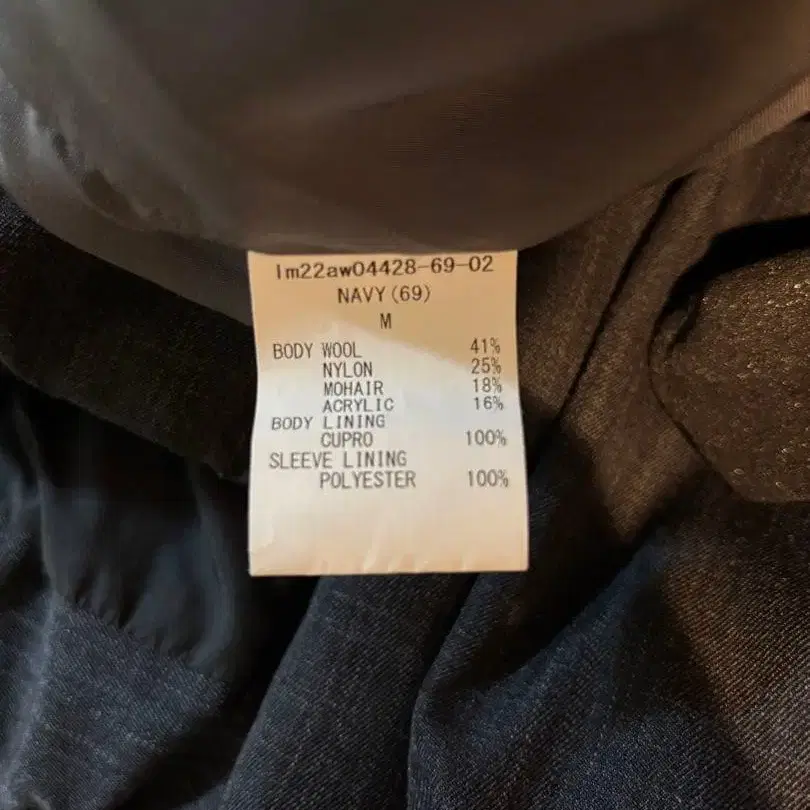 lm22aw04428-69-02
NAVY(69)
M
BODY WOOL 41%
NYLON 25%
MOHAIR 18%
ACRYLIC 16%
BODY LINING
CUPRO 100%
SLEEVE LINING
POLYESTER 100%